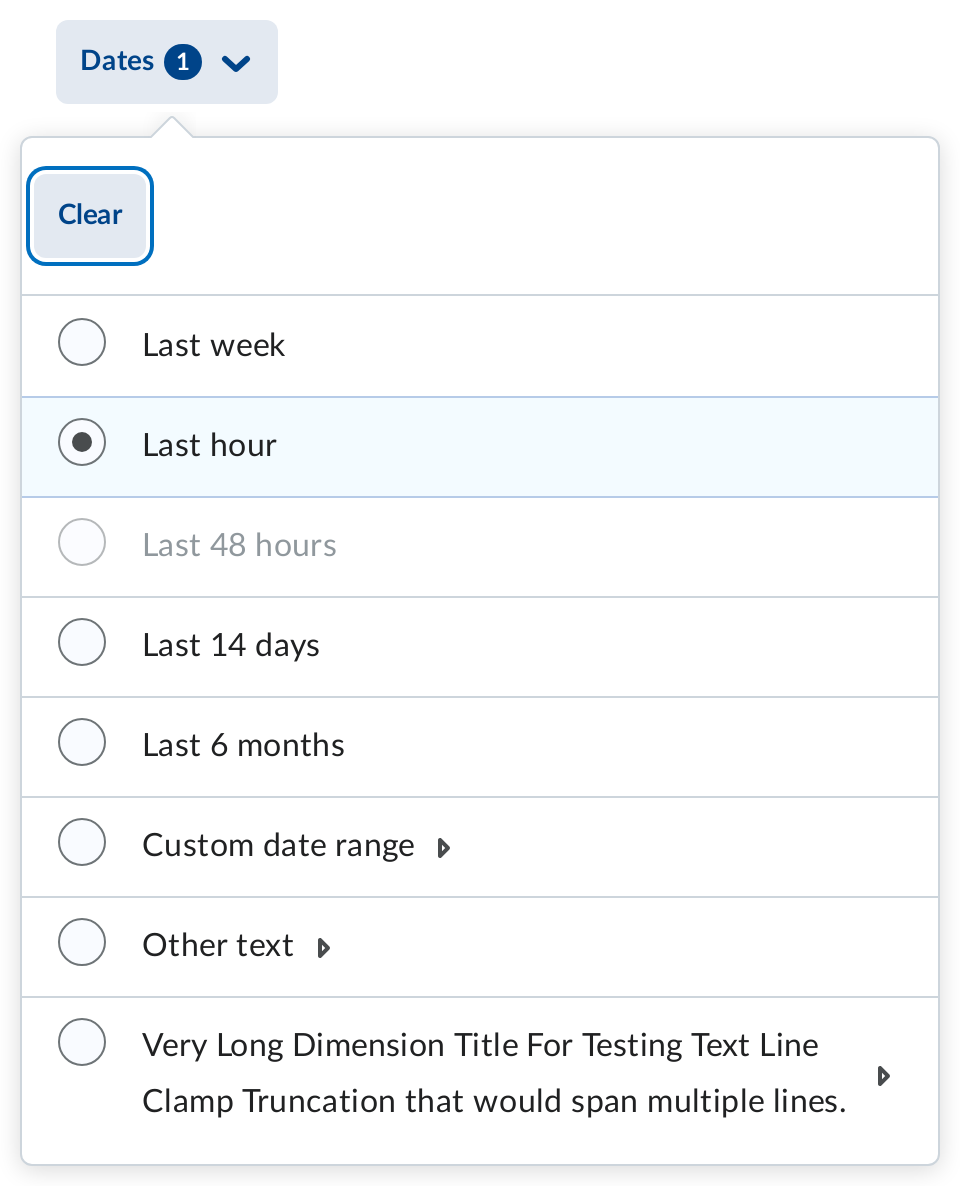 Dates 1
Clear
Last week
Last hour
Last 48 hours
Last 14 days
Last 6 months
Custom date range
Other text
Very Long Dimension Title For Testing Text Line
Clamp Truncation that would span multiple lines.